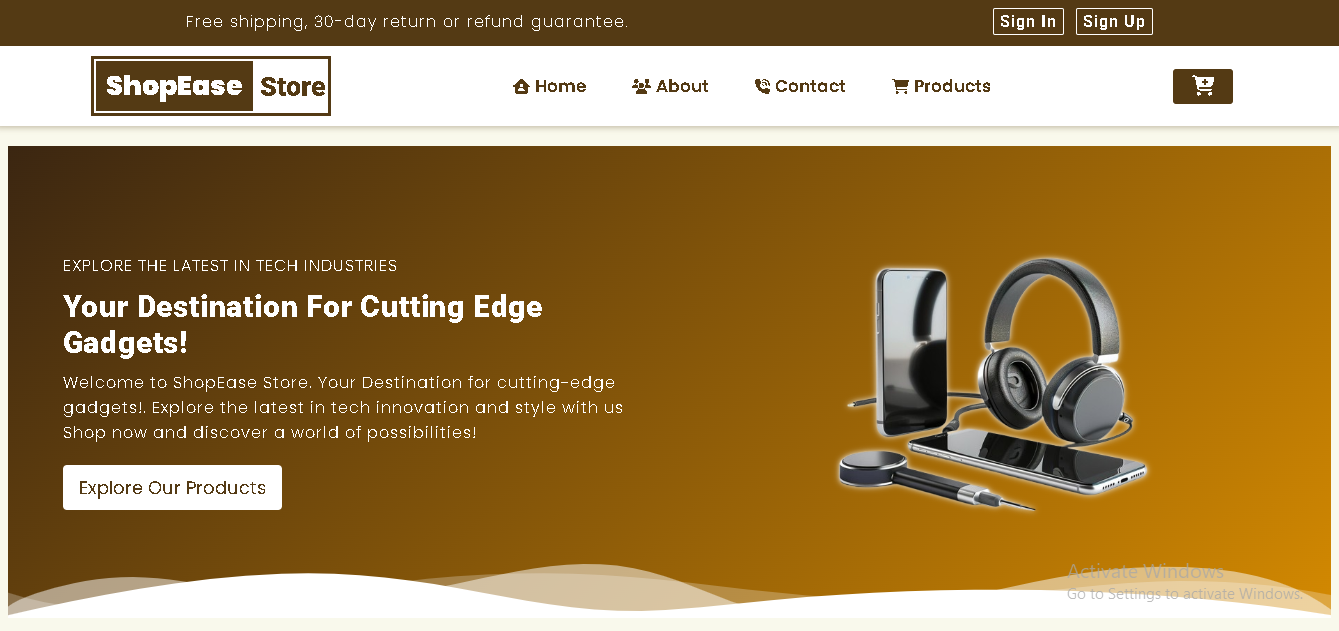 Free shipping, 30-day return or refund guarantee.
Sign In
Sign Up
ShopEase Store
Home
About
Contact
Products
EXPLORE THE LATEST IN TECH INDUSTRIES
Your Destination For Cutting Edge
Gadgets!
Welcome to ShopEase Store. Your Destination for cutting-edge
gadgets!. Explore the latest in tech innovation and style with us
Shop now and discover a world of possibilities!
Explore Our Products
Activate Windows
Go to Settings to activate Windows.